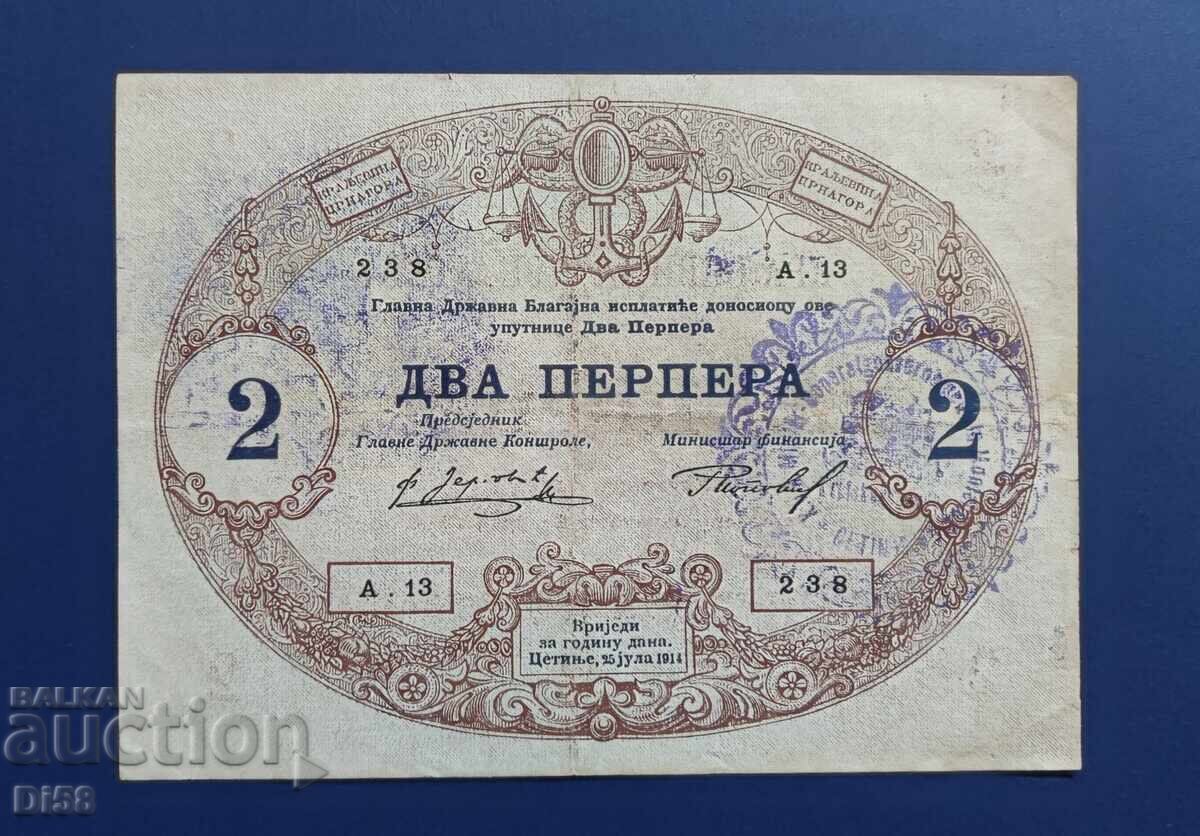 КРАЉЕВИНА
ЦРНАГОРА
КРАЉЕВИНА
ЦРНАГОРА
238
А. 13
Главна Државна Благајна исплатиће доносиоцу ове
упутнице Два Перпера
ДВА ПЕРПЕРА
2
2
Предсједник
Главне Државне Контроле,
Министар финансија,
А. 13
238
Вриједи
за годину дана.
Цетиње, 25 јула 1914
CETIN
BALKAN
auction
Di58